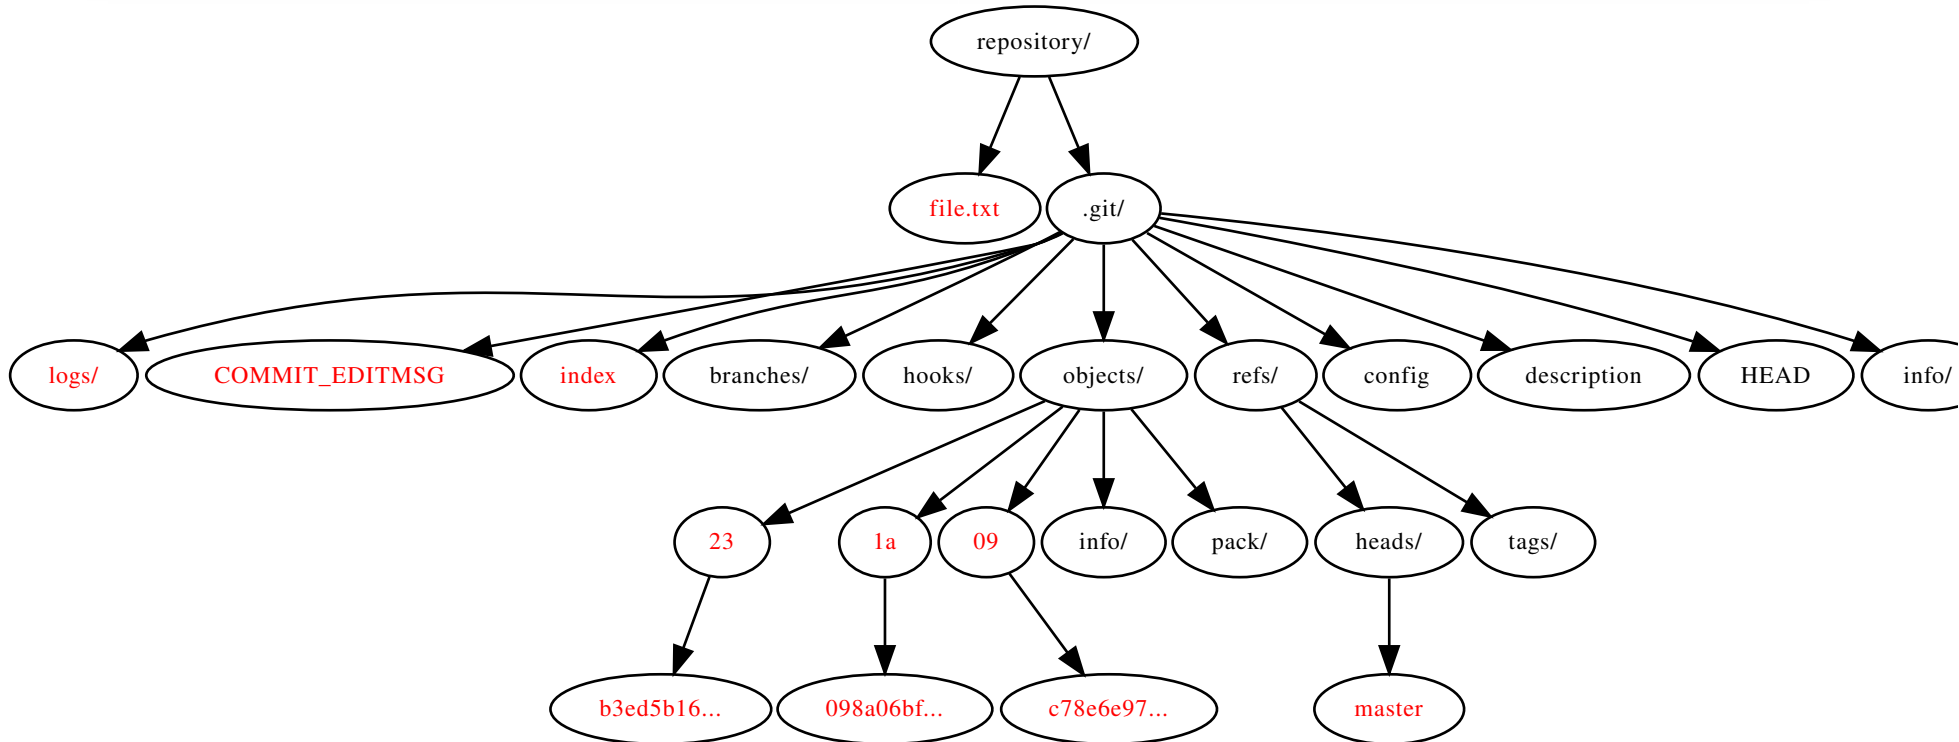 repository/
file.txt
.git/
logs/
COMMIT_EDITMSG
index
branches/
hooks/
objects/
refs/
config
description
HEAD
info/
23
1a
09
info/
pack/
heads/
tags/
b3ed5b16...
098a06bf...
c78e6e97...
master